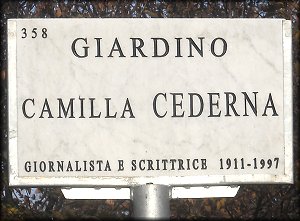 358
GIARDINO
CAMILLA CEDERNA
GIORNALISTA E SCRITTRICE 1911-1997